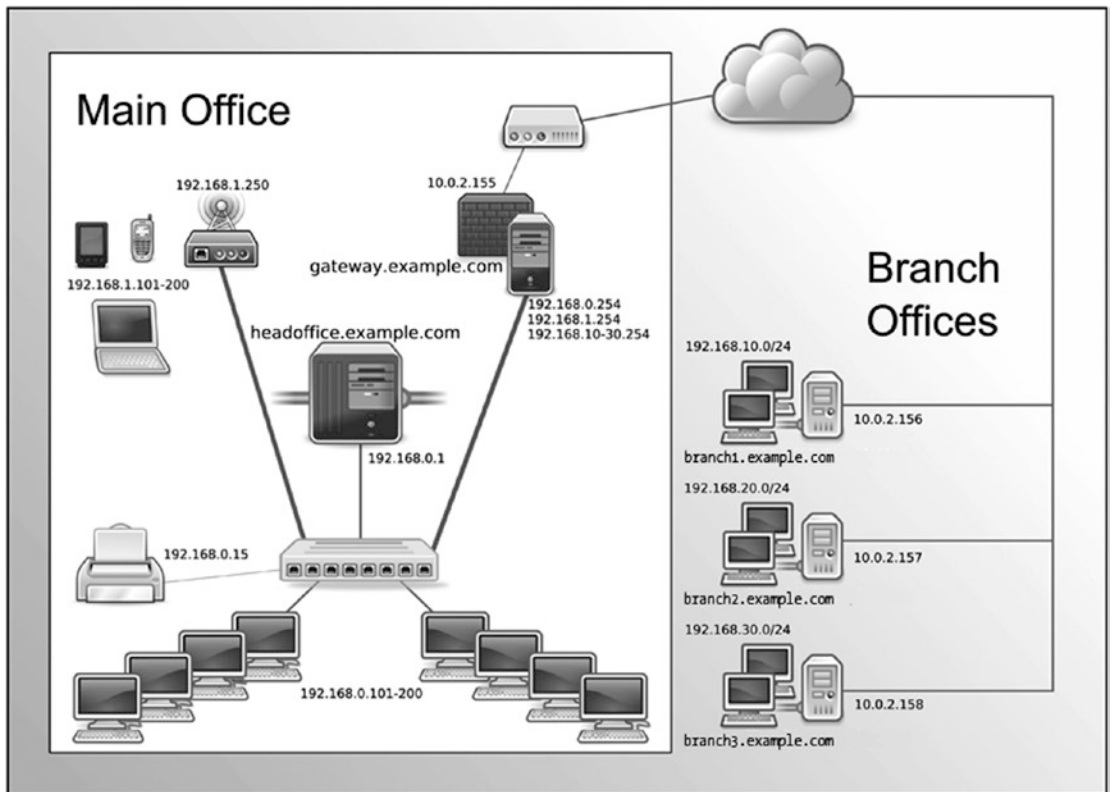 Main Office
192.168.1.250
10.0.2.155
gateway.example.com
192.168.1.101-200
192.168.0.254
192.168.1.254
192.168.10-30.254
headoffice.example.com
192.168.0.1
192.168.0.15
192.168.0.101-200
Branch
Offices
192.168.10.0/24
10.0.2.156
branch1.example.com
192.168.20.0/24
10.0.2.157
branch2.example.com
192.168.30.0/24
10.0.2.158
branch3.example.com